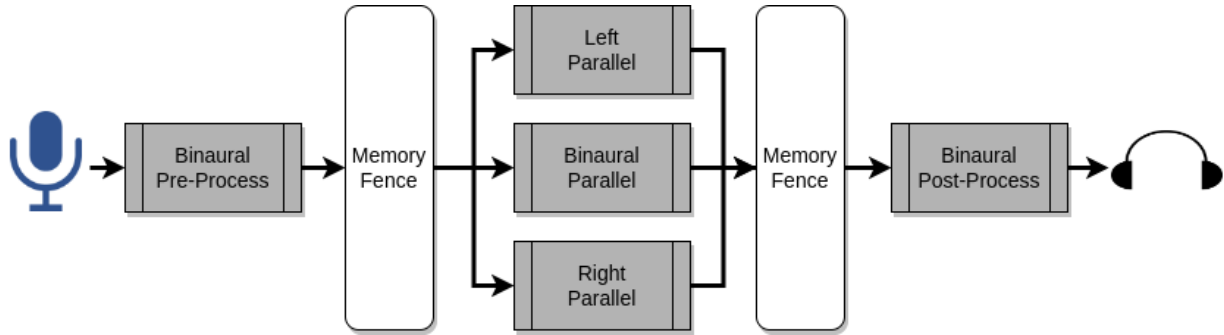 Binaural
Pre-Process
Memory
Fence
Left
Parallel
Binaural
Parallel
Right
Parallel
Memory
Fence
Binaural
Post-Process